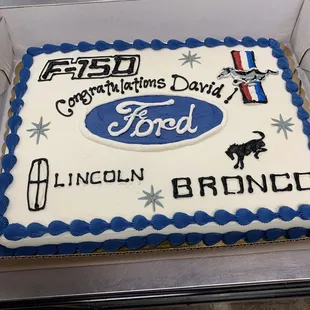 F-150
Congratulations David!
Ford
LINCOLN
BRONCO